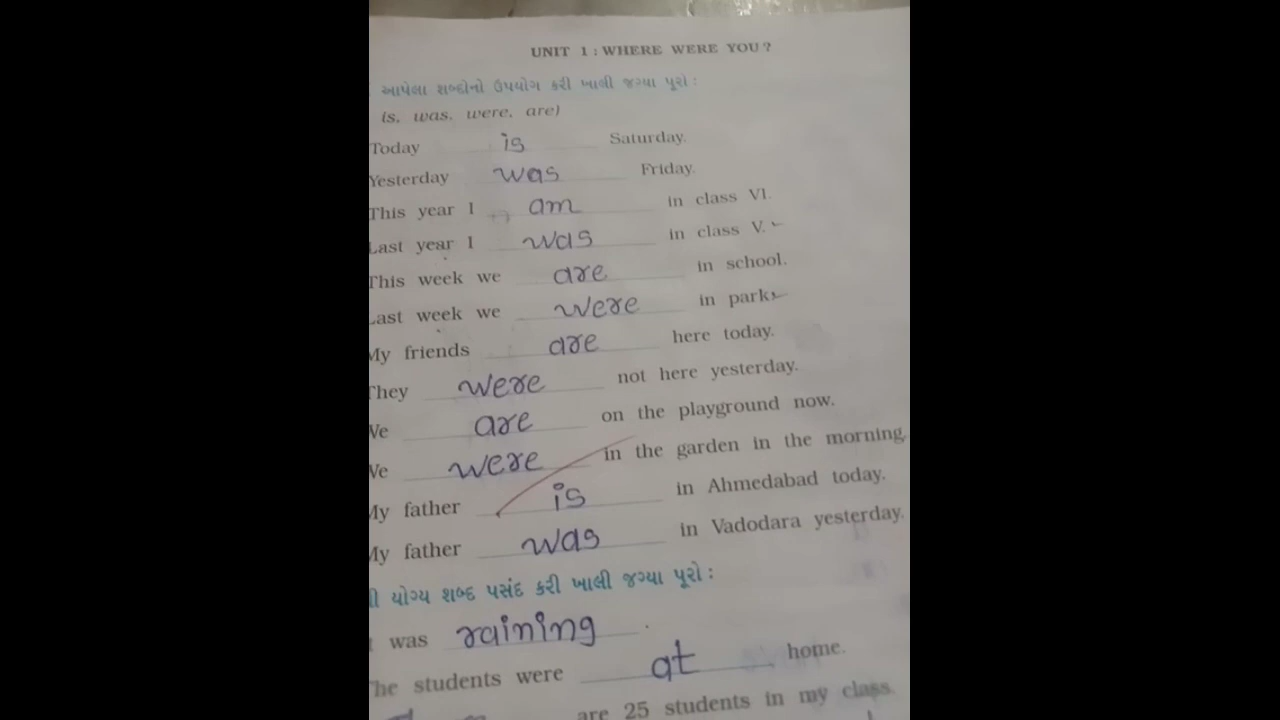 UNIT 1 : WHERE WERE YOU ?
આપેલા શબ્દોનો ઉપયોગ કરી ખાલી જગ્યા પૂરો :
is, was, were, are)
Today is Saturday.
Yesterday was Friday.
This year I am in class VI.
Last year I was in class V.
This week we are in school.
Last week we were in park.
My friends are here today.
They were not here yesterday.
We are on the playground now.
We were in the garden in the morning.
My father is in Ahmedabad today.
My father was in Vadodara yesterday.
યોગ્ય શબ્દ પસંદ કરી ખાલી જગ્યા પૂરો :
was raining .
The students were at home.
are 25 students in my class.